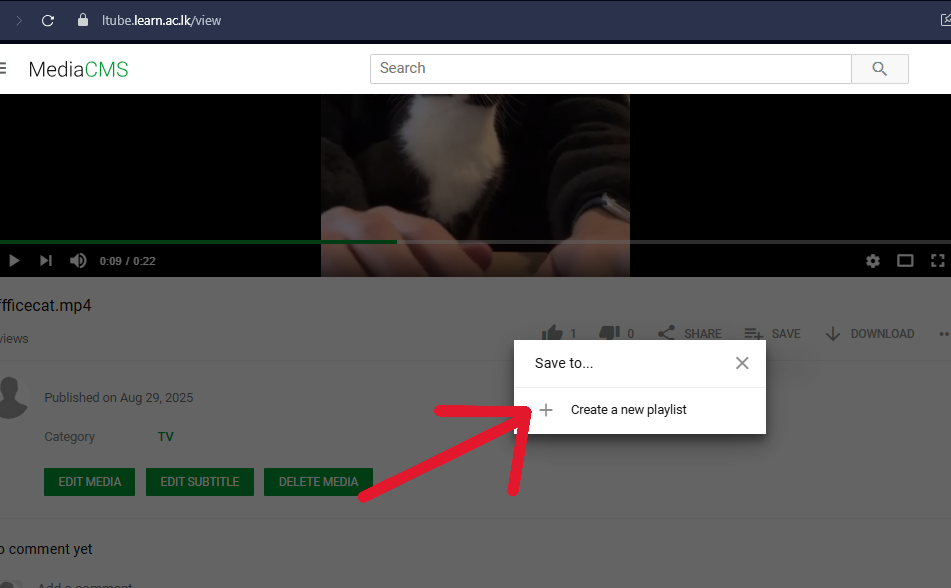 ltube.learn.ac.lk/view
MediaCMS
Search
0:09 / 0:22
fficecat.mp4
views
1
0
SHARE
SAVE
DOWNLOAD
Save to...
Create a new playlist
Published on Aug 29, 2025
Category TV
EDIT MEDIA
EDIT SUBTITLE
DELETE MEDIA
o comment yet
Add a comment